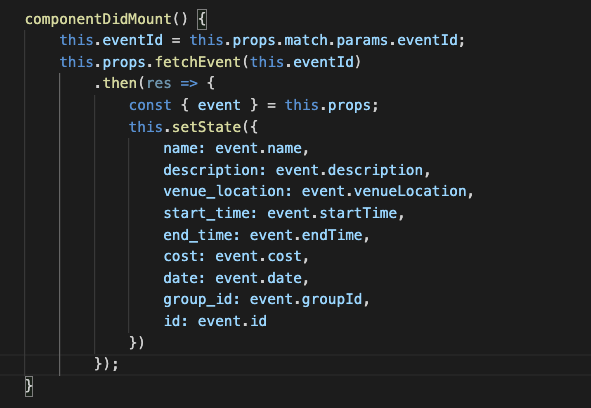 componentDidMount() {
    this.eventId = this.props.match.params.eventId;
    this.props.fetchEvent(this.eventId)
        .then(res => {
            const { event } = this.props;
            this.setState({
                name: event.name,
                description: event.description,
                venue_location: event.venueLocation,
                start_time: event.startTime,
                end_time: event.endTime,
                cost: event.cost,
                date: event.date,
                group_id: event.groupId,
                id: event.id
            })
        });
}